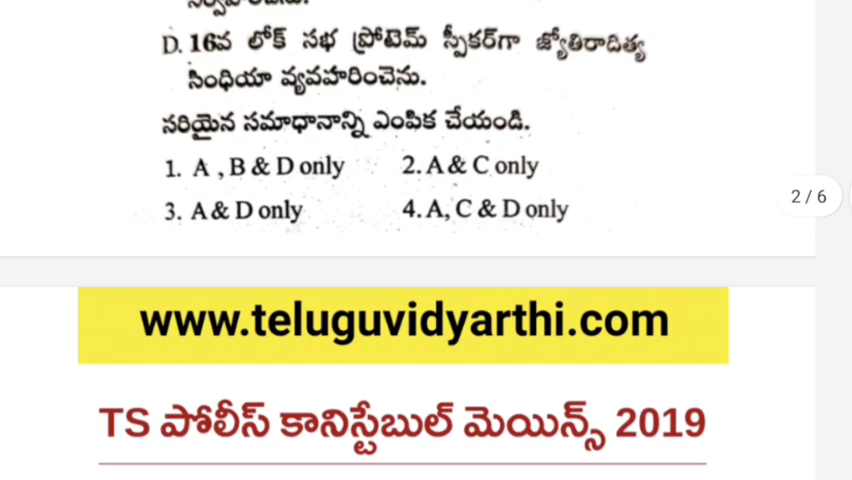 D. 16వ లోక్ సభ ప్రోటెమ్ స్పీకర్‌గా జ్యోతిరాదిత్య
సింధియా వ్యవహరించెను.
సరియైన సమాధానాన్ని ఎంపిక చేయండి.
1. A , B & D only 2. A & C only
3. A & D only 4. A, C & D only
2 / 6
www.teluguvidyarthi.com
TS పోలీస్ కానిస్టేబుల్ మెయిన్స్ 2019